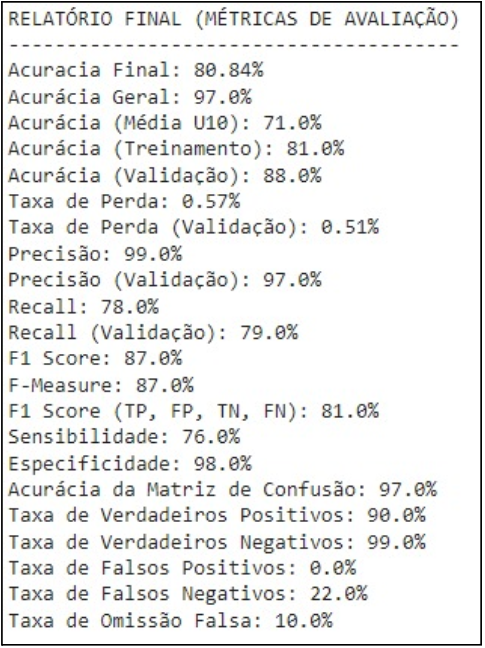 RELATÓRIO FINAL (MÉTRICAS DE AVALIAÇÃO)
---------------------------------------
Acuracia Final: 80.84%
Acurácia Geral: 97.0%
Acurácia (Média U10): 71.0%
Acurácia (Treinamento): 81.0%
Acurácia (Validação): 88.0%
Taxa de Perda: 0.57%
Taxa de Perda (Validação): 0.51%
Precisão: 99.0%
Precisão (Validação): 97.0%
Recall: 78.0%
Recall (Validação): 79.0%
F1 Score: 87.0%
F-Measure: 87.0%
F1 Score (TP, FP, TN, FN): 81.0%
Sensibilidade: 76.0%
Especificidade: 98.0%
Acurácia da Matriz de Confusão: 97.0%
Taxa de Verdadeiros Positivos: 90.0%
Taxa de Verdadeiros Negativos: 99.0%
Taxa de Falsos Positivos: 0.0%
Taxa de Falsos Negativos: 22.0%
Taxa de Omissão Falsa: 10.0%